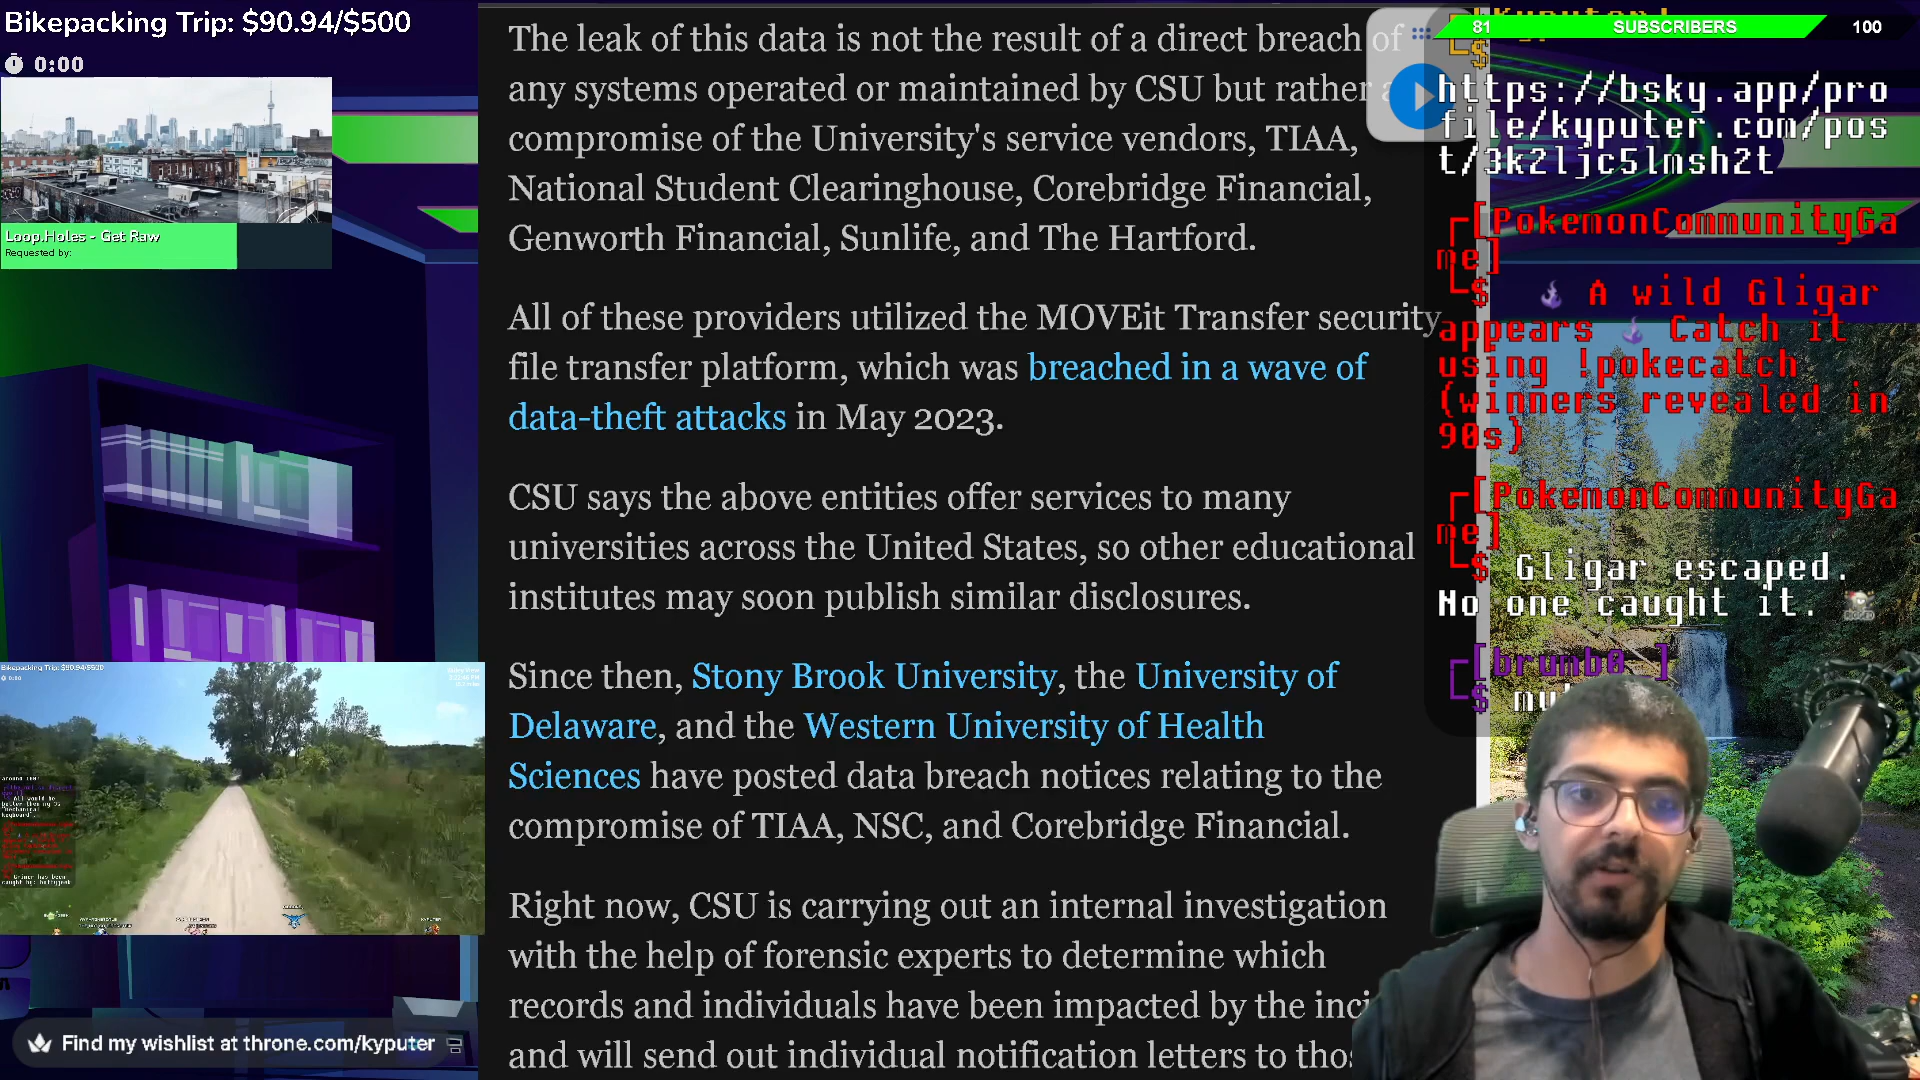 Bikepacking Trip: $90.94/$500
0:00
Loop.Holes - Get Raw
Requested by:
The leak of this data is not the result of a direct breach of
any systems operated or maintained by CSU but rather a
compromise of the University's service vendors, TIAA,
National Student Clearinghouse, Corebridge Financial,
Genworth Financial, Sunlife, and The Hartford.
All of these providers utilized the MOVEit Transfer security
file transfer platform, which was breached in a wave of
data-theft attacks in May 2023.
CSU says the above entities offer services to many
universities across the United States, so other educational
institutes may soon publish similar disclosures.
Since then, Stony Brook University, the University of
Delaware, and the Western University of Health
Sciences have posted data breach notices relating to the
compromise of TIAA, NSC, and Corebridge Financial.
Right now, CSU is carrying out an internal investigation
with the help of forensic experts to determine which
records and individuals have been impacted by the
and will send out individual notification letters to
81 SUBSCRIBERS 100
https://bsky.app/pro
file/kyputer.com/pos
t/3k2ljc5lmsh2t
[PokemonCommunityGa
me]
$ A wild Gligar
appears Catch it
using !pokecatch
(winners revealed in
90s)
[PokemonCommunityGa
me]
$ Gligar escaped.
No one caught it.
[brumb0 ]
$
Bikepacking Trip: $90.94/$500
0:00
Find my wishlist at throne.com/kyputer